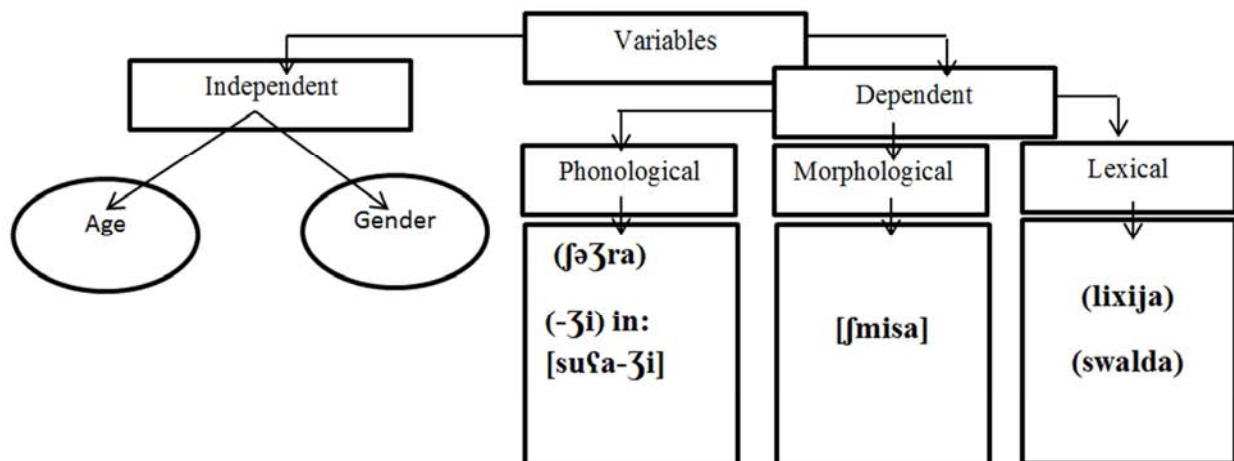 Variables
Independent
Dependent
Age
Gender
Phonological
Morphological
Lexical
(ʃəʒra)
(-ʒi) in:
[suʕa-ʒi]
[ʃmisa]
(lixija)
(swalda)